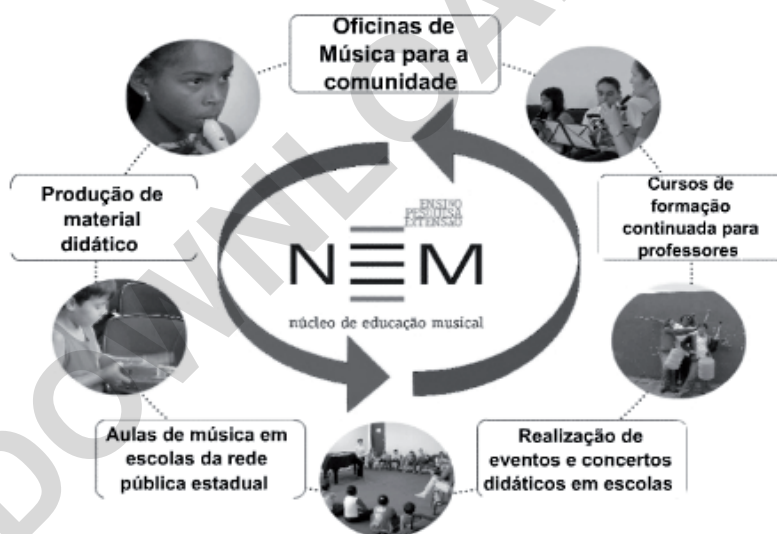 Oficinas de
Música para a
comunidade
Produção de
material
didático
Cursos de
formação
continuada para
professores
ENSINO
PESQUISA
EXTENSÃO
NEM
núcleo de educação musical
Aulas de música em
escolas da rede
pública estadual
Realização de
eventos e concertos
didáticos em escolas
DOWNLOA